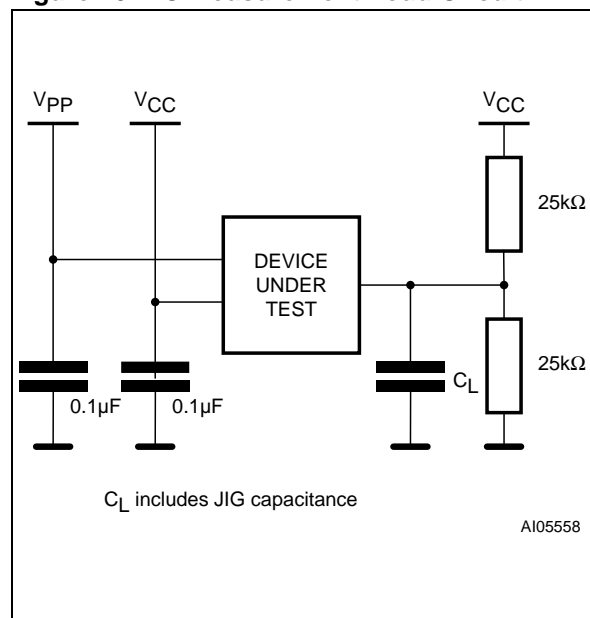 VPP
VCC
VCC
25kΩ
DEVICE
UNDER
TEST
25kΩ
CL
0.1µF
0.1µF
CL includes JIG capacitance
AI05558